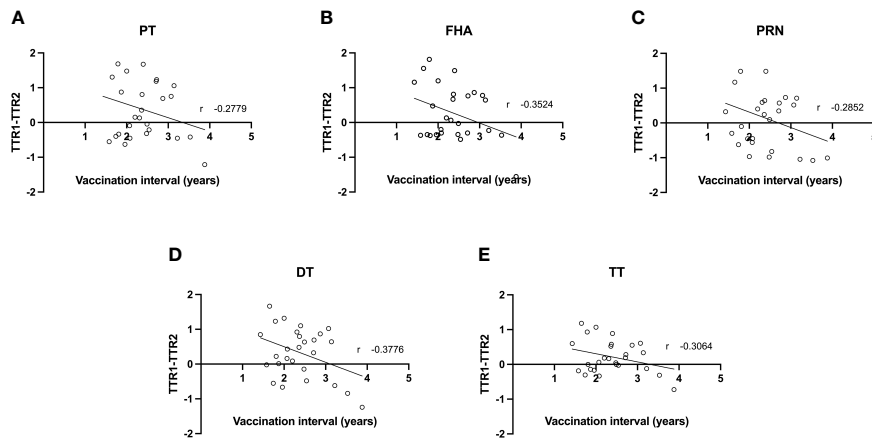 A
PT
TTR1-TTR2
2
1
0
-1
-2
1 2 3 4 5
r -0.2779
Vaccination interval (years)
B
FHA
TTR1-TTR2
2
1
0
-1
-2
1 2 3 4 5
r -0.3524
Vaccination interval (years)
C
PRN
TTR1-TTR2
2
1
0
-1
-2
1 2 3 4 5
r -0.2852
Vaccination interval (years)
D
DT
TTR1-TTR2
2
1
0
-1
-2
1 2 3 4 5
r -0.3776
Vaccination interval (years)
E
TT
TTR1-TTR2
2
1
0
-1
-2
1 2 3 4 5
r -0.3064
Vaccination interval (years)